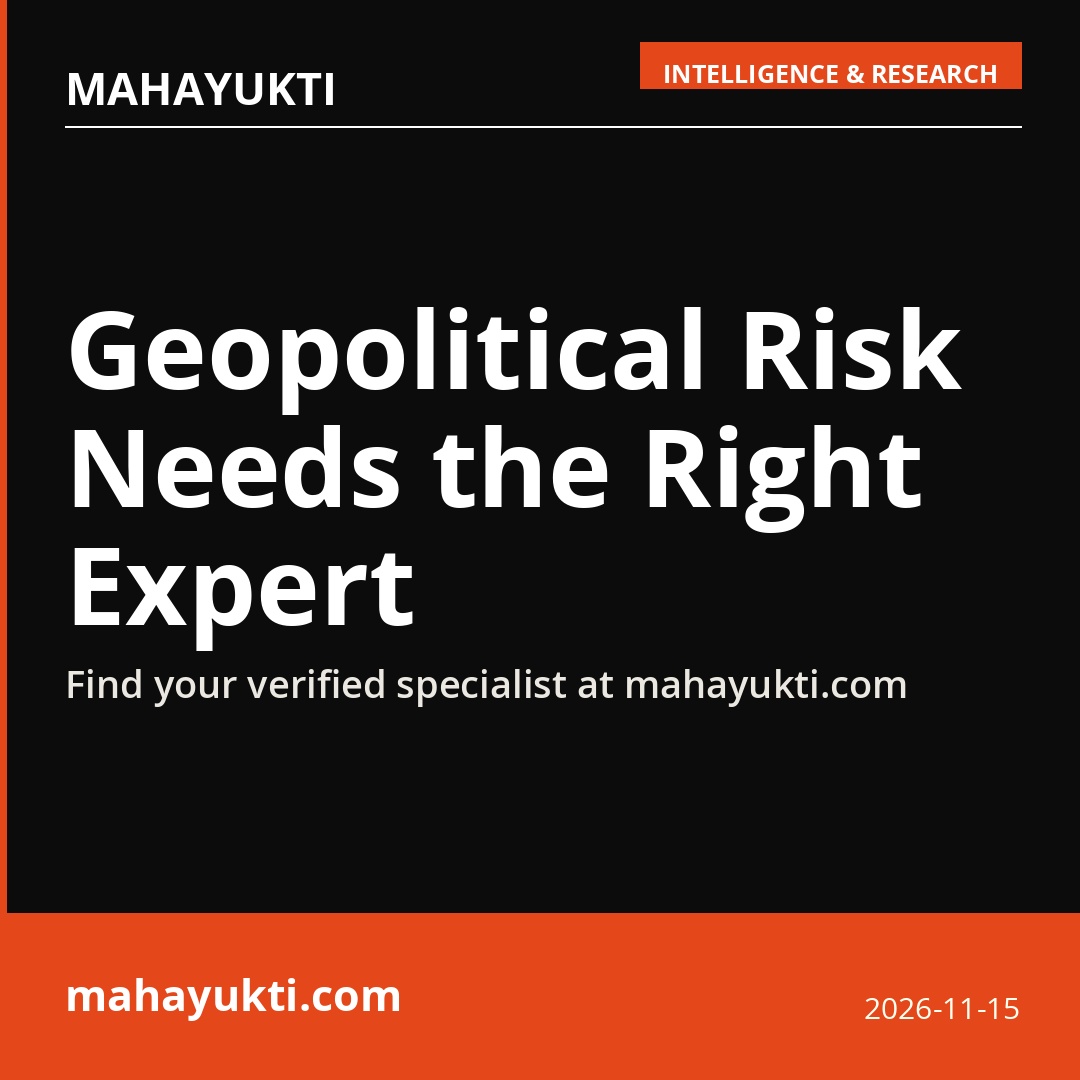 MAHAYUKTI
INTELLIGENCE & RESEARCH
Geopolitical Risk
Needs the Right
Expert
Find your verified specialist at mahayukti.com
mahayukti.com
2026-11-15